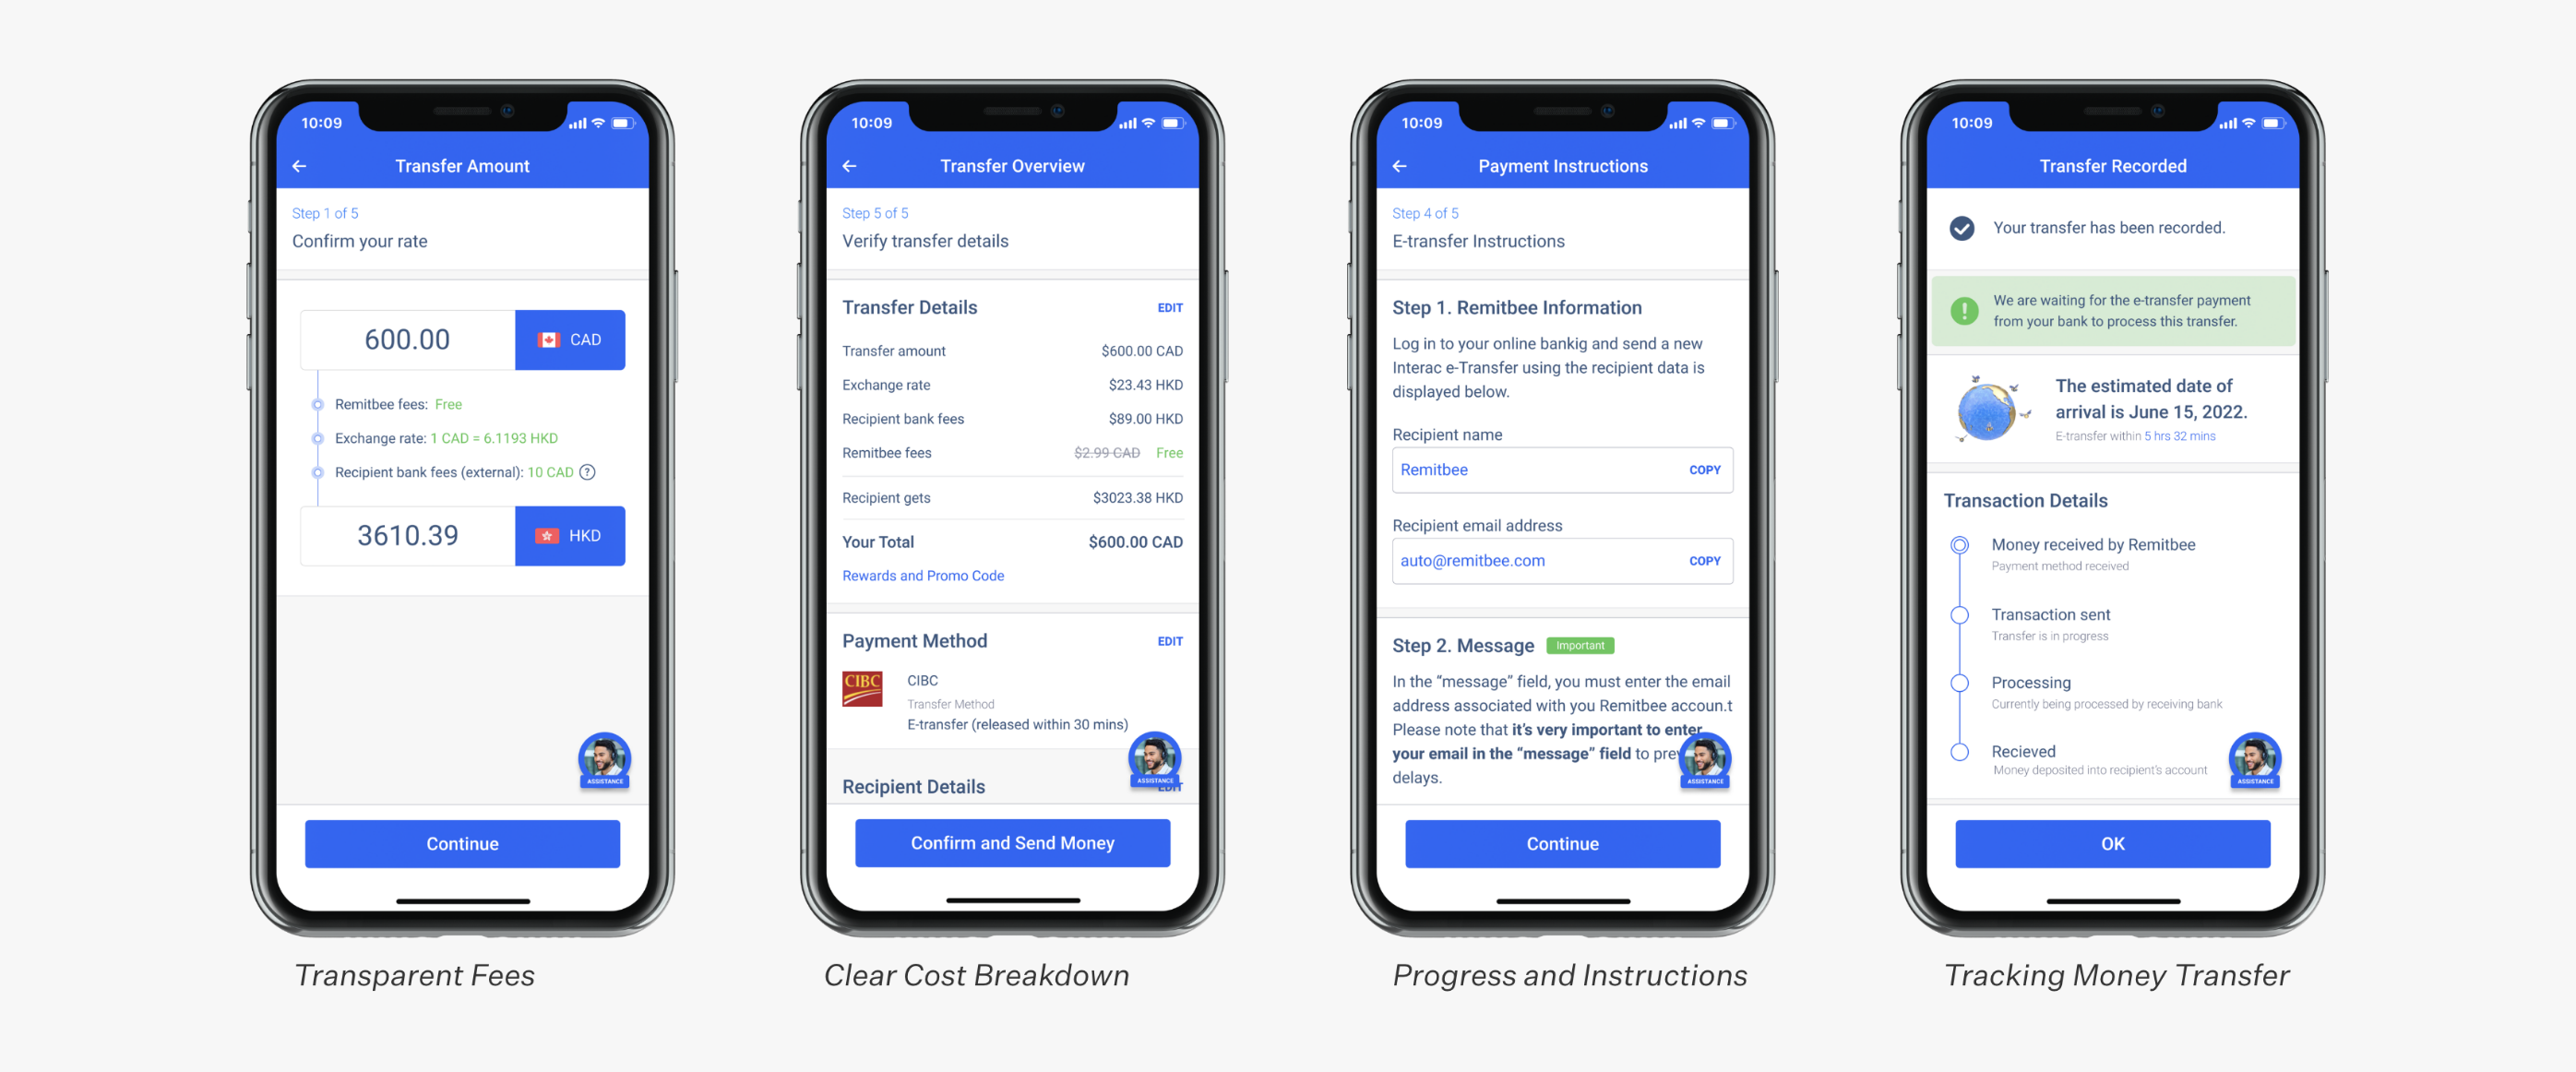 10:09
Transfer Amount
Step 1 of 5
Confirm your rate
600.00
CAD
Remitbee fees: Free
Exchange rate: 1 CAD = 6.1193 HKD
Recipient bank fees (external): 10 CAD ?
3610.39
HKD
ASSISTANCE
Continue
Transparent Fees
10:09
Transfer Overview
Step 5 of 5
Verify transfer details
Transfer Details EDIT
Transfer amount $600.00 CAD
Exchange rate $23.43 HKD
Recipient bank fees $89.00 HKD
Remitbee fees $2.99 CAD Free
Recipient gets $3023.38 HKD
Your Total $600.00 CAD
Rewards and Promo Code
Payment Method EDIT
CIBC CIBC
Transfer Method
E-transfer (released within 30 mins)
Recipient Details EDIT
ASSISTANCE
Confirm and Send Money
Clear Cost Breakdown
10:09
Payment Instructions
Step 4 of 5
E-transfer Instructions
Step 1. Remitbee Information
Log in to your online bankig and send a new
Interac e-Transfer using the recipient data is
displayed below.
Recipient name
Remitbee COPY
Recipient email address
auto@remitbee.com COPY
Step 2. Message Important
In the “message” field, you must enter the email
address associated with you Remitbee accoun.t
Please note that it’s very important to enter
your email in the “message” field to prev
delays.
ASSISTANCE
Continue
Progress and Instructions
10:09
Transfer Recorded
Your transfer has been recorded.
We are waiting for the e-transfer payment
from your bank to process this transfer.
The estimated date of
arrival is June 15, 2022.
E-transfer within 5 hrs 32 mins
Transaction Details
Money received by Remitbee
Payment method received
Transaction sent
Transfer is in progress
Processing
Currently being processed by receiving bank
Recieved
Money deposited into recipient's account
ASSISTANCE
OK
Tracking Money Transfer